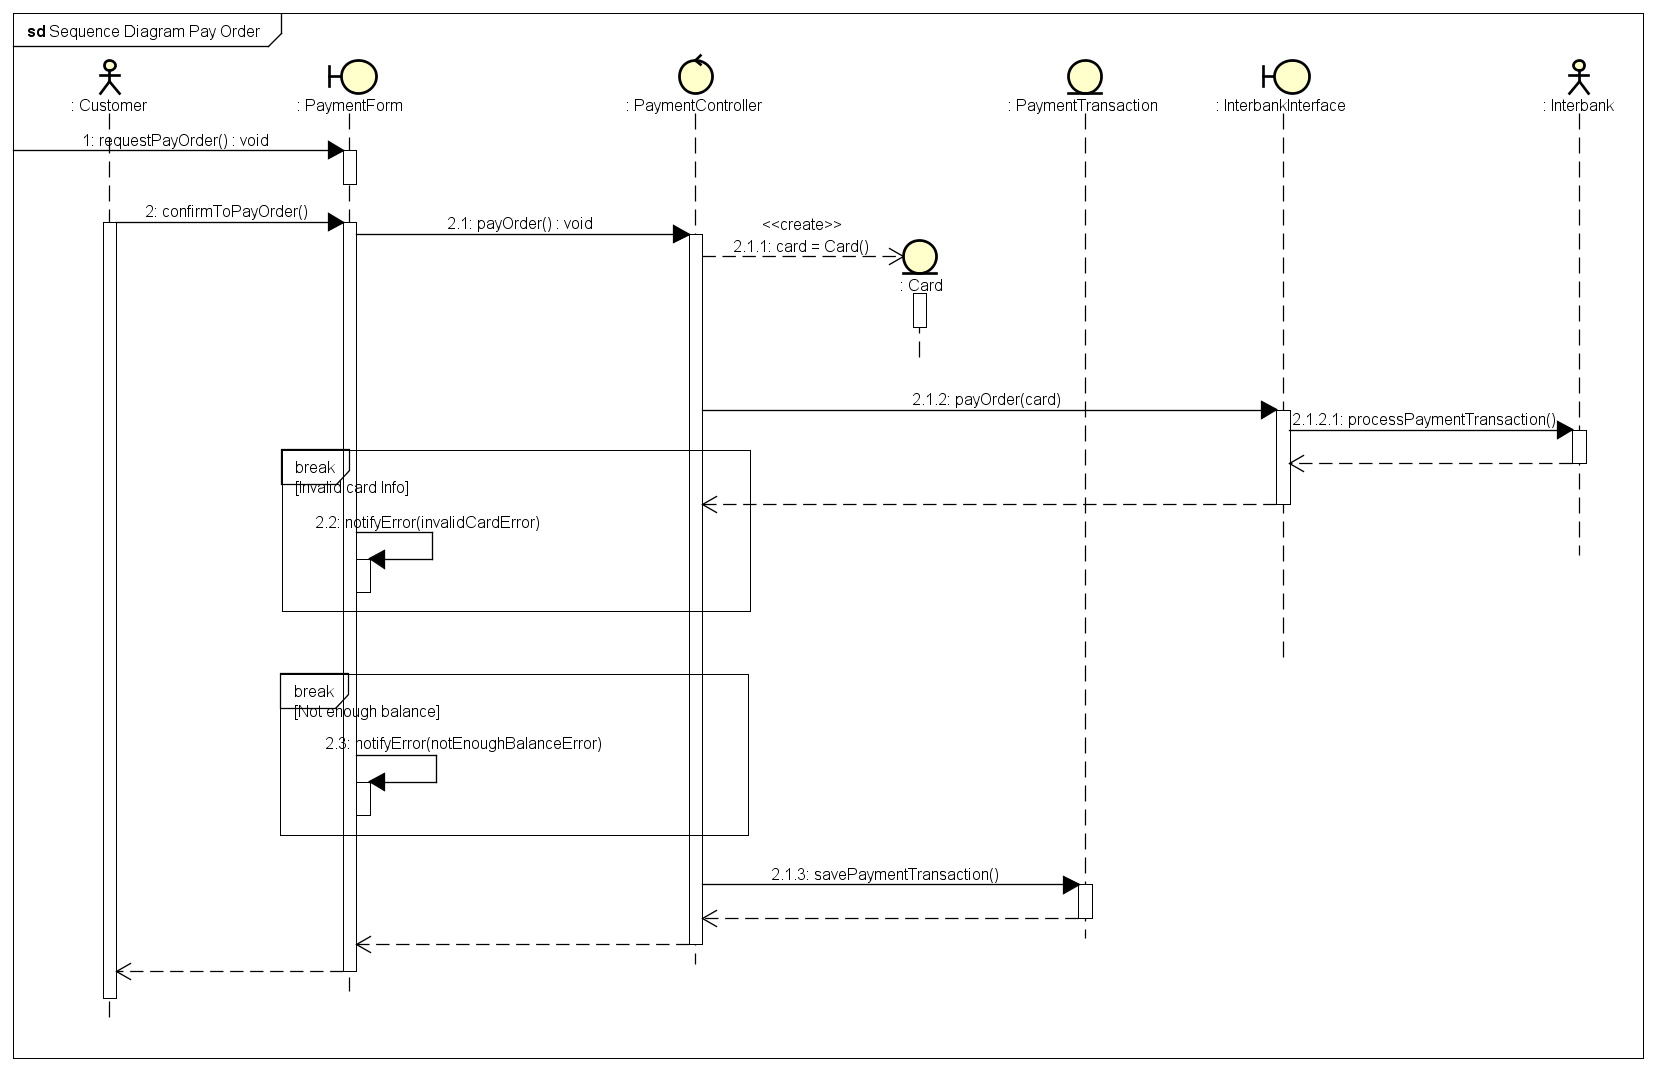 sd Sequence Diagram Pay Order
: Customer
: PaymentForm
: PaymentController
: PaymentTransaction
: InterbankInterface
: Interbank
1: requestPayOrder() : void
2: confirmToPayOrder()
2.1: payOrder() : void
<<create>>
2.1.1: card = Card()
: Card
2.1.2: payOrder(card)
2.1.2.1: processPaymentTransaction()
break
[Invalid card Info]
2.2: notifyError(invalidCardError)
break
[Not enough balance]
2.3: notifyError(notEnoughBalanceError)
2.1.3: savePaymentTransaction()